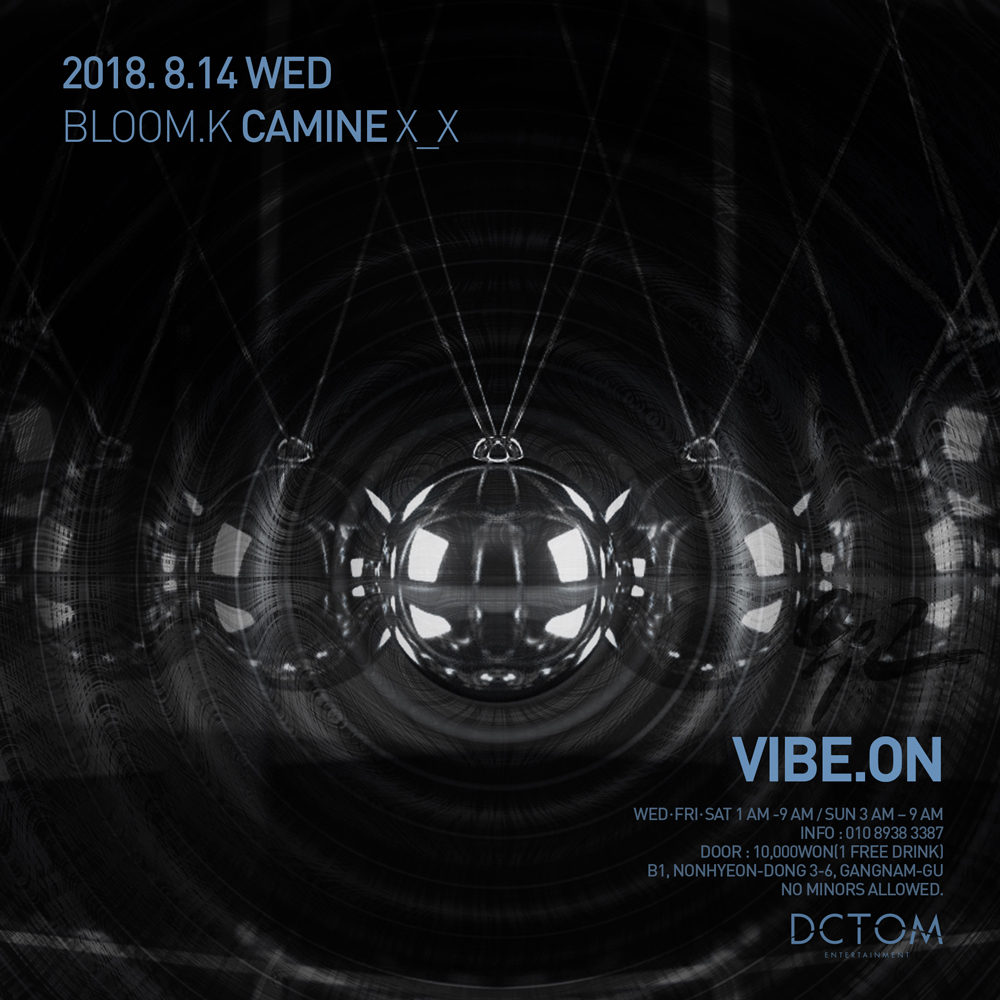 2018. 8.14 WED
BLOOM.K CAMINE X_X
VIBE.ON
WED·FRI·SAT 1 AM -9 AM / SUN 3 AM – 9 AM
INFO : 010 8938 3387
DOOR : 10,000WON(1 FREE DRINK)
B1, NONHYEON-DONG 3-6, GANGNAM-GU
NO MINORS ALLOWED.
DCTOM
ENTERTAINMENT